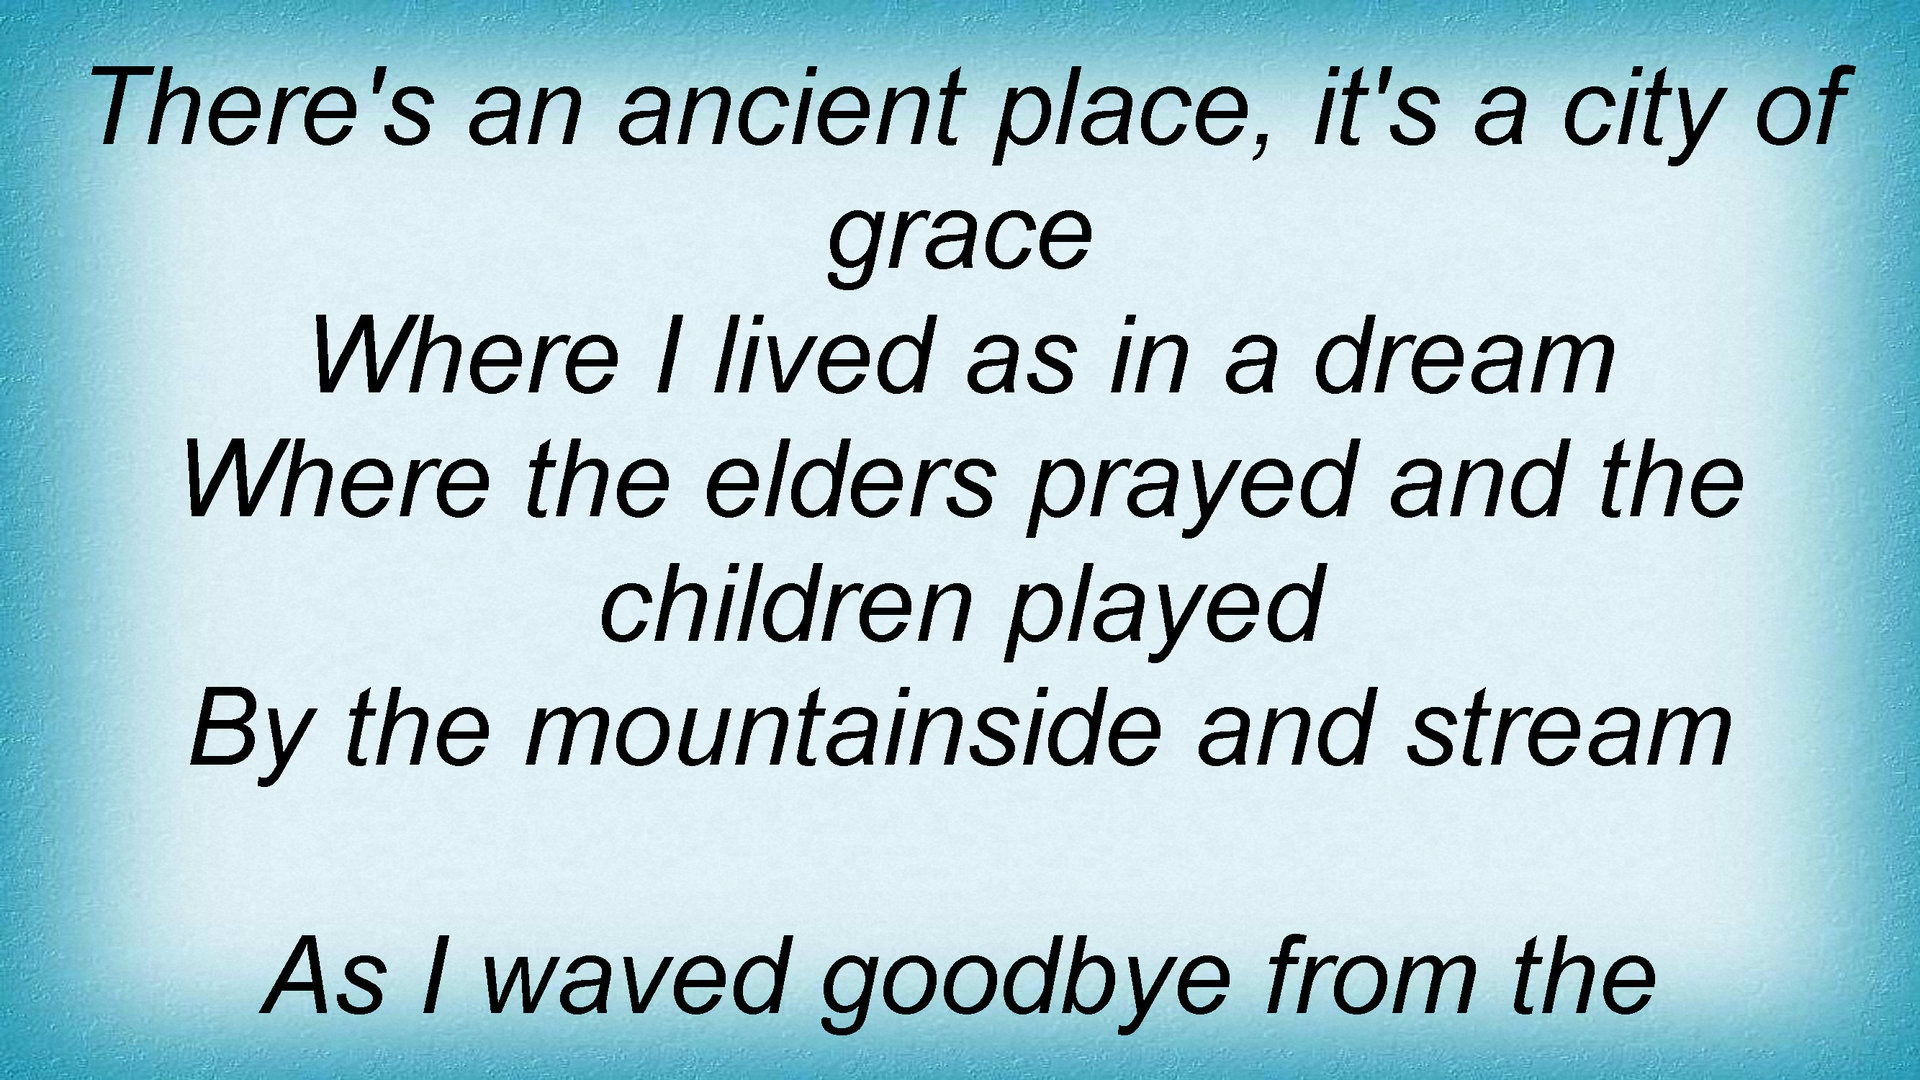 There's an ancient place, it's a city of
grace
Where I lived as in a dream
Where the elders prayed and the
children played
By the mountainside and stream
As I waved goodbye from the